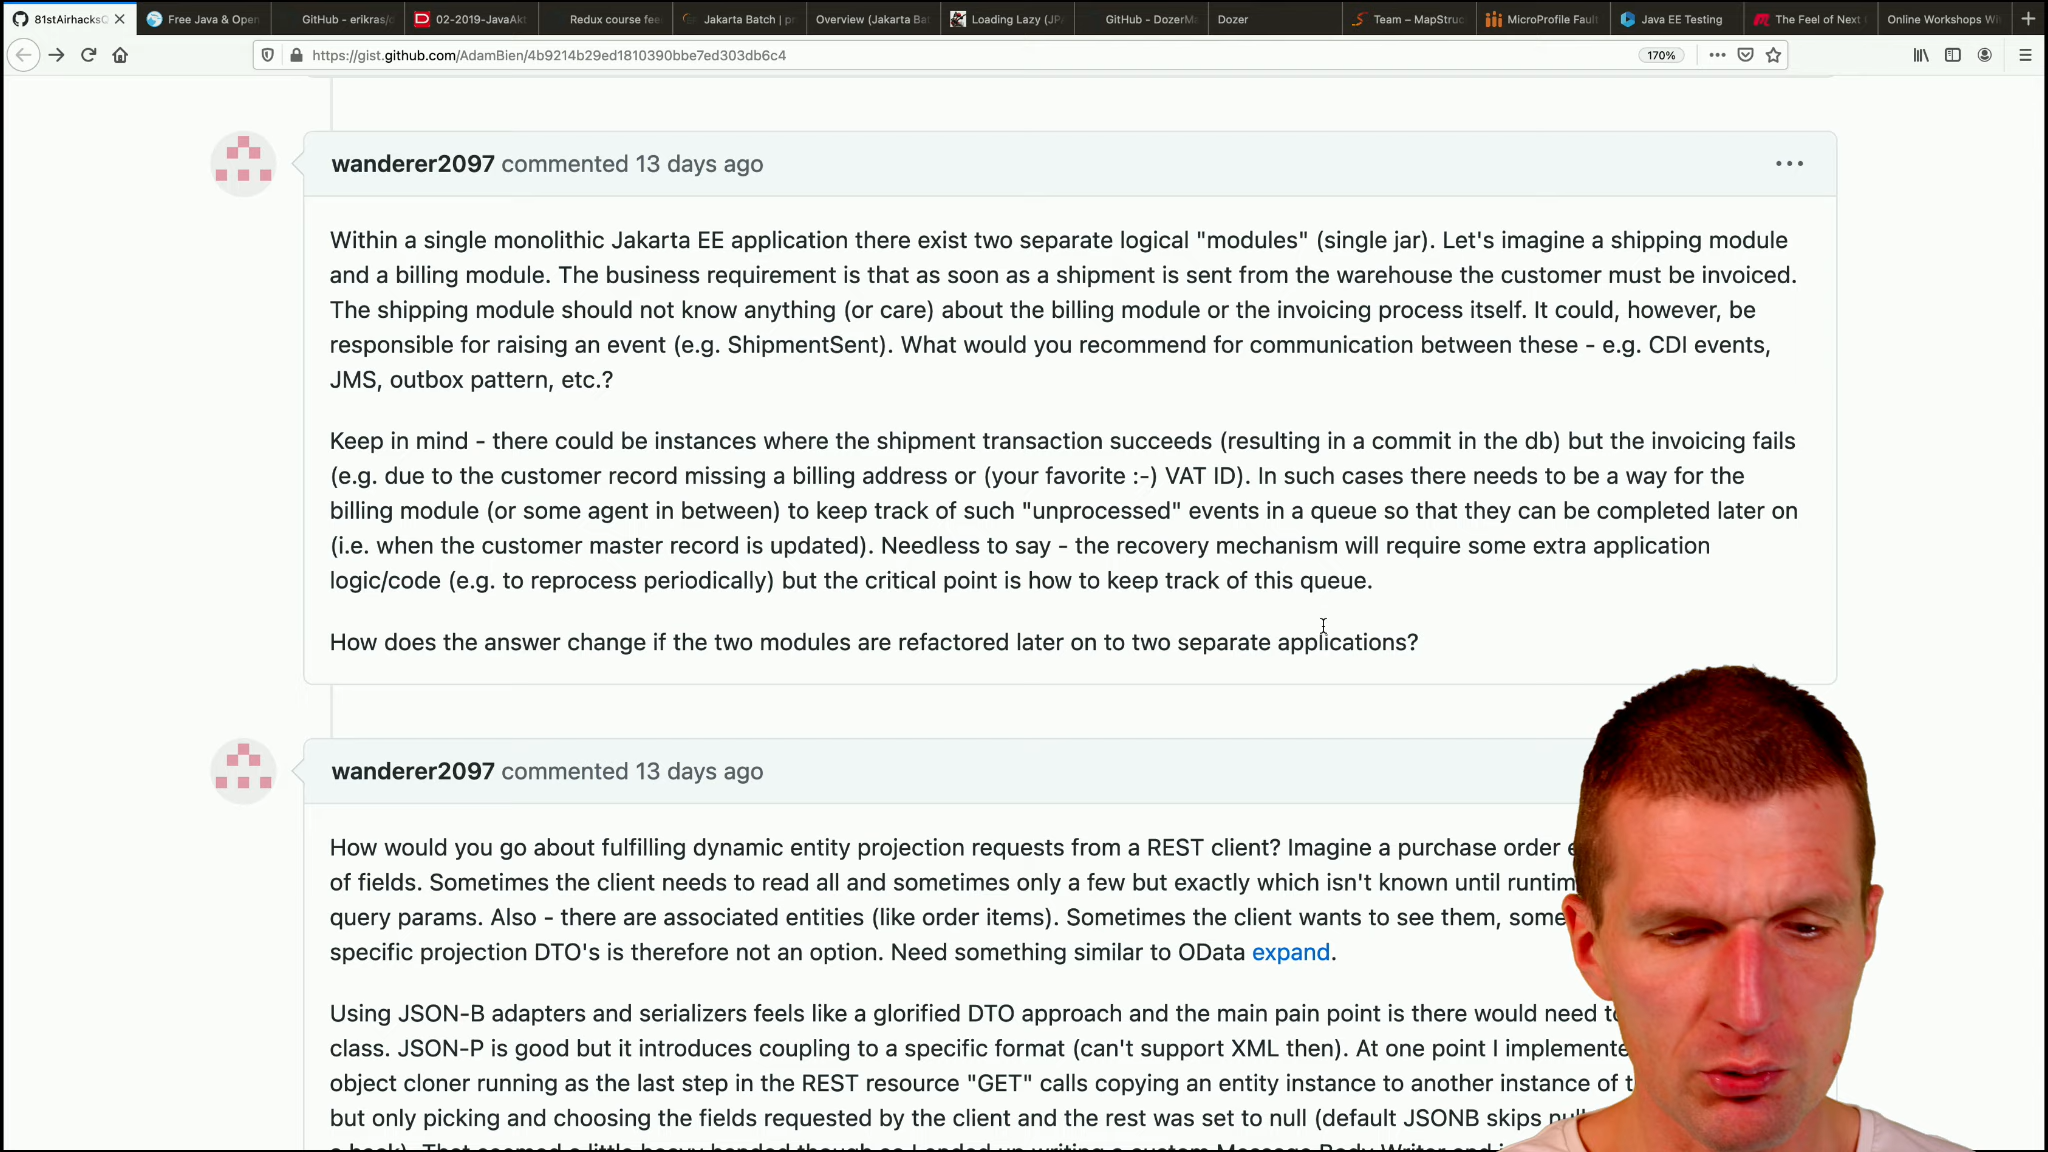 81stAirhacksQ
Free Java & Open
GitHub - erikras/
02-2019-JavaAkt
Redux course fee
Jakarta Batch | p
Overview (Jakarta Bat
Loading Lazy (JPA
GitHub - DozerMa
Dozer
Team – MapStruc
MicroProfile Fault
Java EE Testing
The Feel of Next
Online Workshops Wi
https://gist.github.com/AdamBien/4b9214b29ed1810390bbe7ed303db6c4
170%
wanderer2097 commented 13 days ago
Within a single monolithic Jakarta EE application there exist two separate logical "modules" (single jar). Let's imagine a shipping module
and a billing module. The business requirement is that as soon as a shipment is sent from the warehouse the customer must be invoiced.
The shipping module should not know anything (or care) about the billing module or the invoicing process itself. It could, however, be
responsible for raising an event (e.g. ShipmentSent). What would you recommend for communication between these - e.g. CDI events,
JMS, outbox pattern, etc.?
Keep in mind - there could be instances where the shipment transaction succeeds (resulting in a commit in the db) but the invoicing fails
(e.g. due to the customer record missing a billing address or (your favorite :-) VAT ID). In such cases there needs to be a way for the
billing module (or some agent in between) to keep track of such "unprocessed" events in a queue so that they can be completed later on
(i.e. when the customer master record is updated). Needless to say - the recovery mechanism will require some extra application
logic/code (e.g. to reprocess periodically) but the critical point is how to keep track of this queue.
How does the answer change if the two modules are refactored later on to two separate applications?
wanderer2097 commented 13 days ago
How would you go about fulfilling dynamic entity projection requests from a REST client? Imagine a purchase order
of fields. Sometimes the client needs to read all and sometimes only a few but exactly which isn't known until runtim
query params. Also - there are associated entities (like order items). Sometimes the client wants to see them, some
specific projection DTO's is therefore not an option. Need something similar to OData expand.
Using JSON-B adapters and serializers feels like a glorified DTO approach and the main pain point is there would need to
class. JSON-P is good but it introduces coupling to a specific format (can't support XML then). At one point I implemente
object cloner running as the last step in the REST resource "GET" calls copying an entity instance to another instance of t
but only picking and choosing the fields requested by the client and the rest was set to null (default JSONB skips null